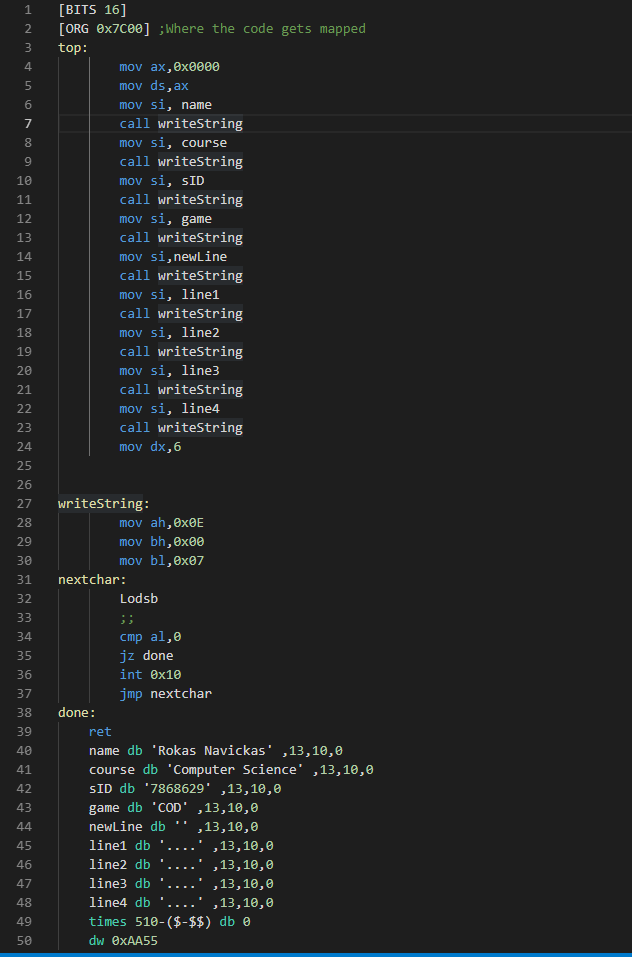 1 [BITS 16]
2 [ORG 0x7C00] ;Where the code gets mapped
3 top:
4 mov ax,0x0000
5 mov ds,ax
6 mov si, name
7 call writeString
8 mov si, course
9 call writeString
10 mov si, sID
11 call writeString
12 mov si, game
13 call writeString
14 mov si,newLine
15 call writeString
16 mov si, line1
17 call writeString
18 mov si, line2
19 call writeString
20 mov si, line3
21 call writeString
22 mov si, line4
23 call writeString
24 mov dx,6
25
26
27 writeString:
28 mov ah,0x0E
29 mov bh,0x00
30 mov bl,0x07
31 nextchar:
32 Lodsb
33 ;;
34 cmp al,0
35 jz done
36 int 0x10
37 jmp nextchar
38 done:
39 ret
40 name db 'Rokas Navickas' ,13,10,0
41 course db 'Computer Science' ,13,10,0
42 sID db '7868629' ,13,10,0
43 game db 'COD' ,13,10,0
44 newLine db '' ,13,10,0
45 line1 db '....' ,13,10,0
46 line2 db '....' ,13,10,0
47 line3 db '....' ,13,10,0
48 line4 db '....' ,13,10,0
49 times 510-($-$$) db 0
50 dw 0xAA55